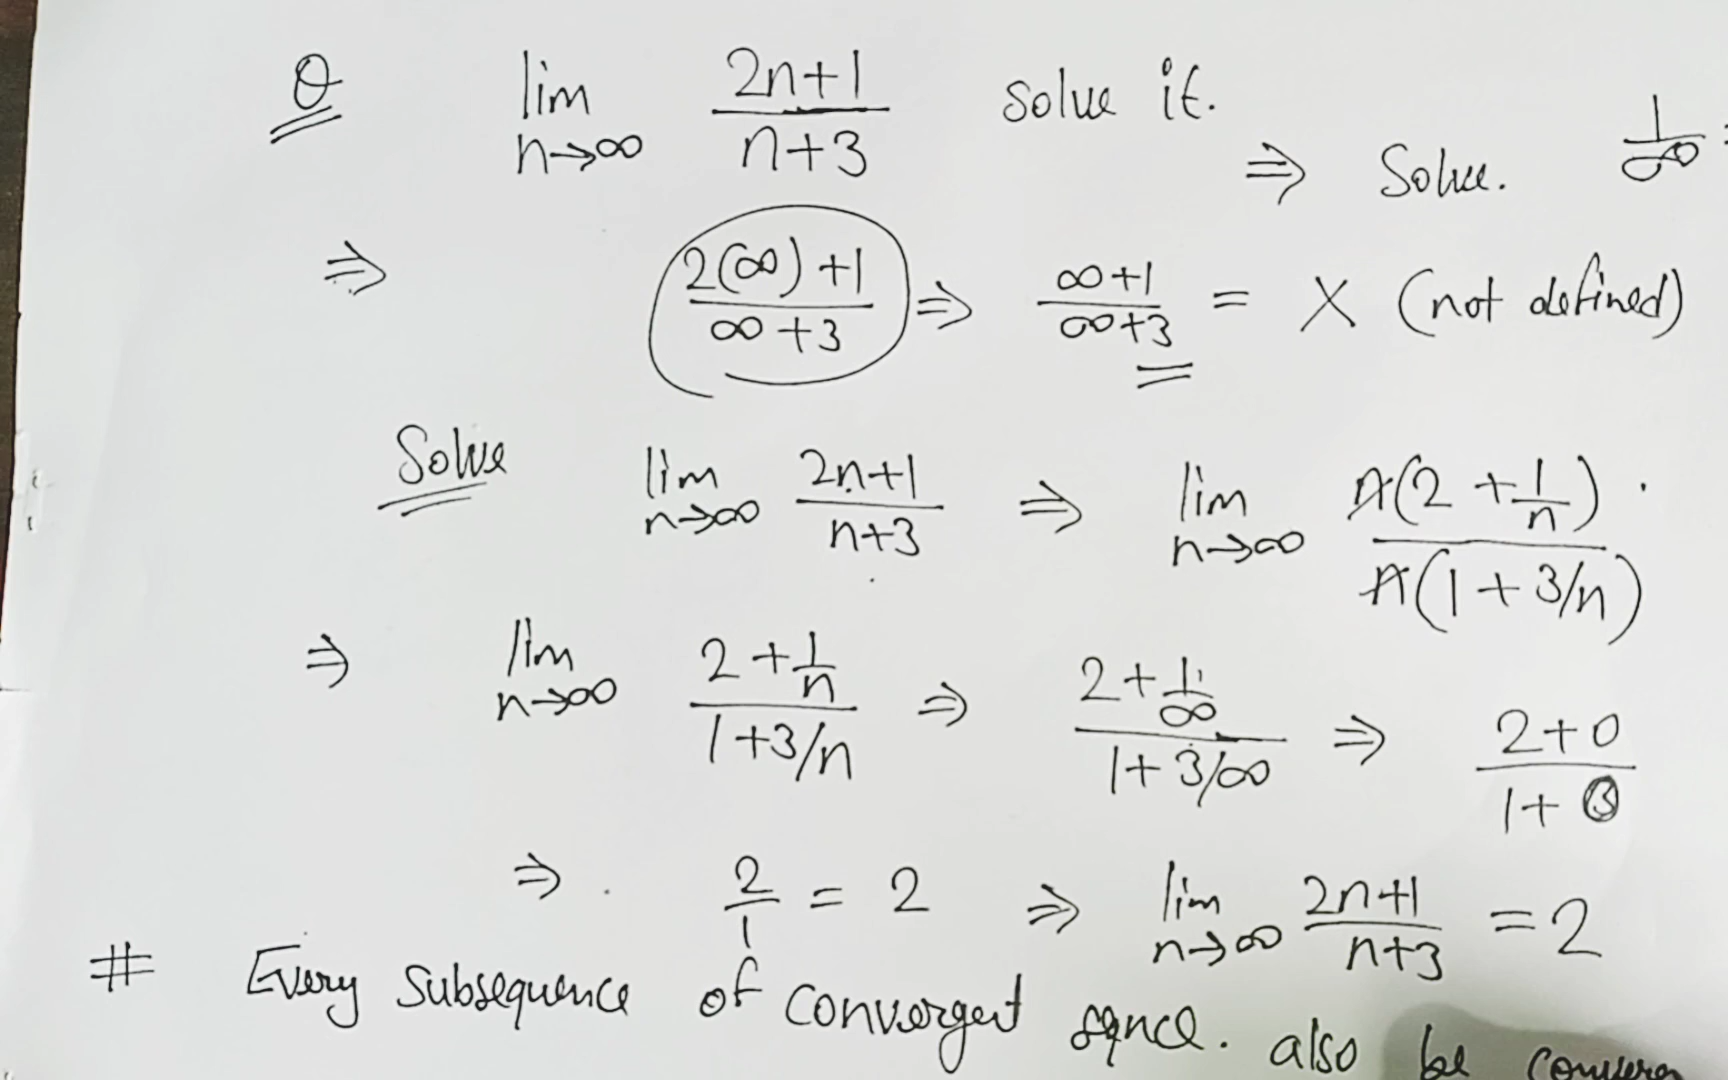 Q lim n→∞ 2n+1/n+3 solve it.
⇒ Solve. 1/∞
⇒ 2(∞)+1/∞+3 ⇒ ∞+1/∞+3 = X (not defined)
Solve lim n→∞ 2n+1/n+3 ⇒ lim n→∞ n(2+1/n)/n(1+3/n)
⇒ lim n→∞ 2+1/n/1+3/n ⇒ 2+1/∞/1+3/∞ ⇒ 2+0/1+0
⇒ 2/1 = 2 ⇒ lim n→∞ 2n+1/n+3 = 2
# Every subsequence of convergent sqnce. also be